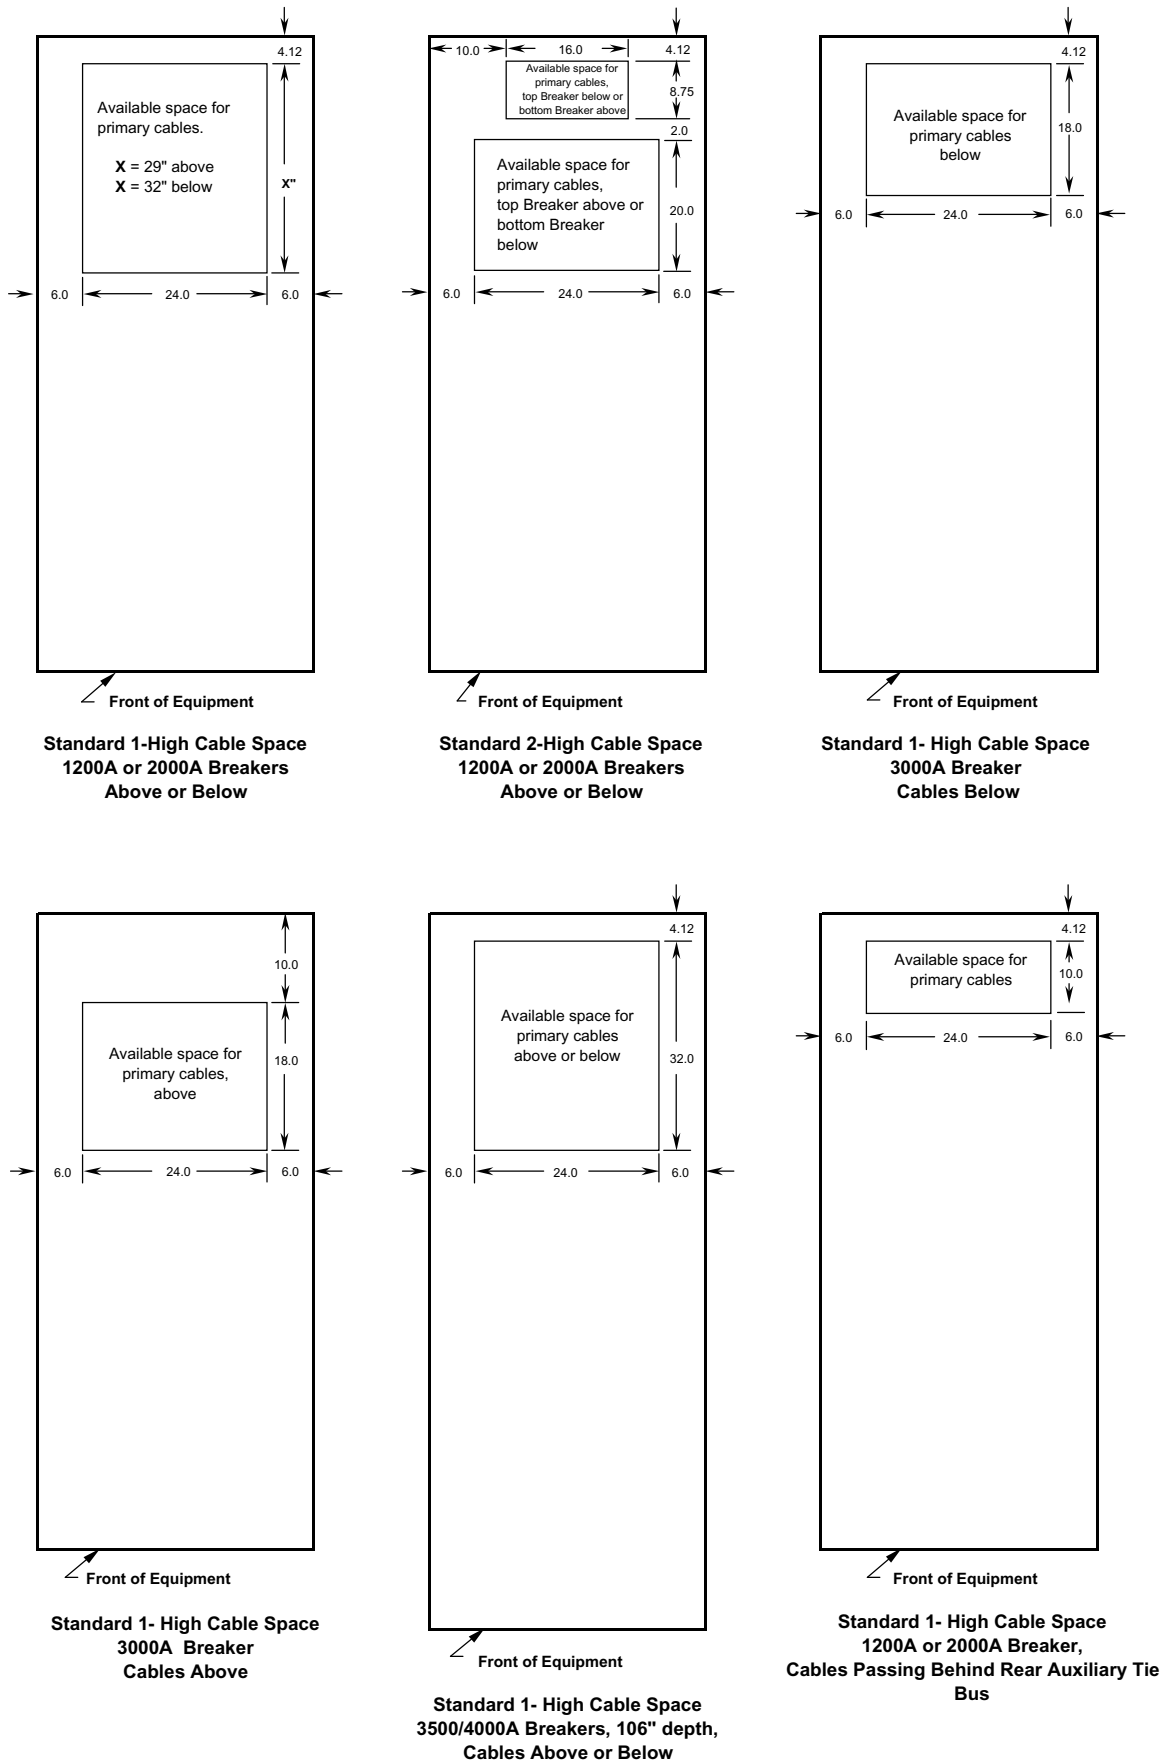 4.12
Available space for
primary cables.
X = 29" above
X = 32" below
X"
6.0
24.0
6.0
Front of Equipment
Standard 1-High Cable Space
1200A or 2000A Breakers
Above or Below
10.0
16.0
4.12
Available space for
primary cables,
top Breaker below or
bottom Breaker above
8.75
2.0
Available space for
primary cables,
top Breaker above or
bottom Breaker
below
20.0
6.0
24.0
6.0
Front of Equipment
Standard 2-High Cable Space
1200A or 2000A Breakers
Above or Below
4.12
Available space for
primary cables
below
18.0
6.0
24.0
6.0
Front of Equipment
Standard 1- High Cable Space
3000A Breaker
Cables Below
10.0
Available space for
primary cables,
above
18.0
6.0
24.0
6.0
Front of Equipment
Standard 1- High Cable Space
3000A Breaker
Cables Above
4.12
Available space for
primary cables
above or below
32.0
6.0
24.0
6.0
Front of Equipment
Standard 1- High Cable Space
3500/4000A Breakers, 106" depth,
Cables Above or Below
4.12
Available space for
primary cables
10.0
6.0
24.0
6.0
Front of Equipment
Standard 1- High Cable Space
1200A or 2000A Breaker,
Cables Passing Behind Rear Auxiliary Tie
Bus